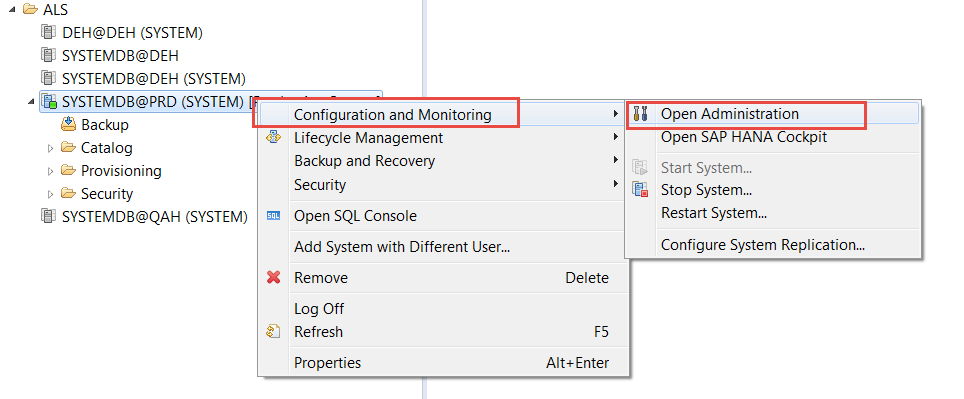 ALS
DEH@DEH (SYSTEM)
SYSTEMDB@DEH
SYSTEMDB@DEH (SYSTEM)
SYSTEMDB@PRD (SYSTEM)
Backup
Catalog
Provisioning
Security
SYSTEMDB@QAH (SYSTEM)
Configuration and Monitoring
Lifecycle Management
Backup and Recovery
Security
SQL Open SQL Console
Add System with Different User...
Remove Delete
Log Off
Refresh F5
Properties Alt+Enter
Open Administration
Open SAP HANA Cockpit
Start System...
Stop System...
Restart System...
Configure System Replication...